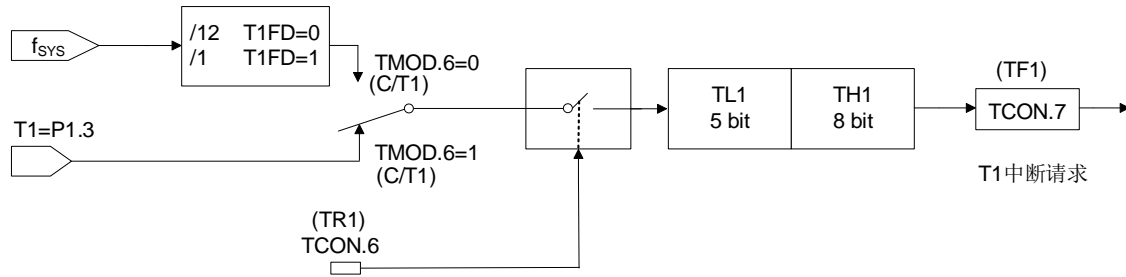 fSYS
/12 T1FD=0
/1 T1FD=1
TMOD.6=0
(C/T1)
T1=P1.3
TMOD.6=1
(C/T1)
(TR1)
TCON.6
TL1
5 bit
TH1
8 bit
(TF1)
TCON.7
T1中断请求